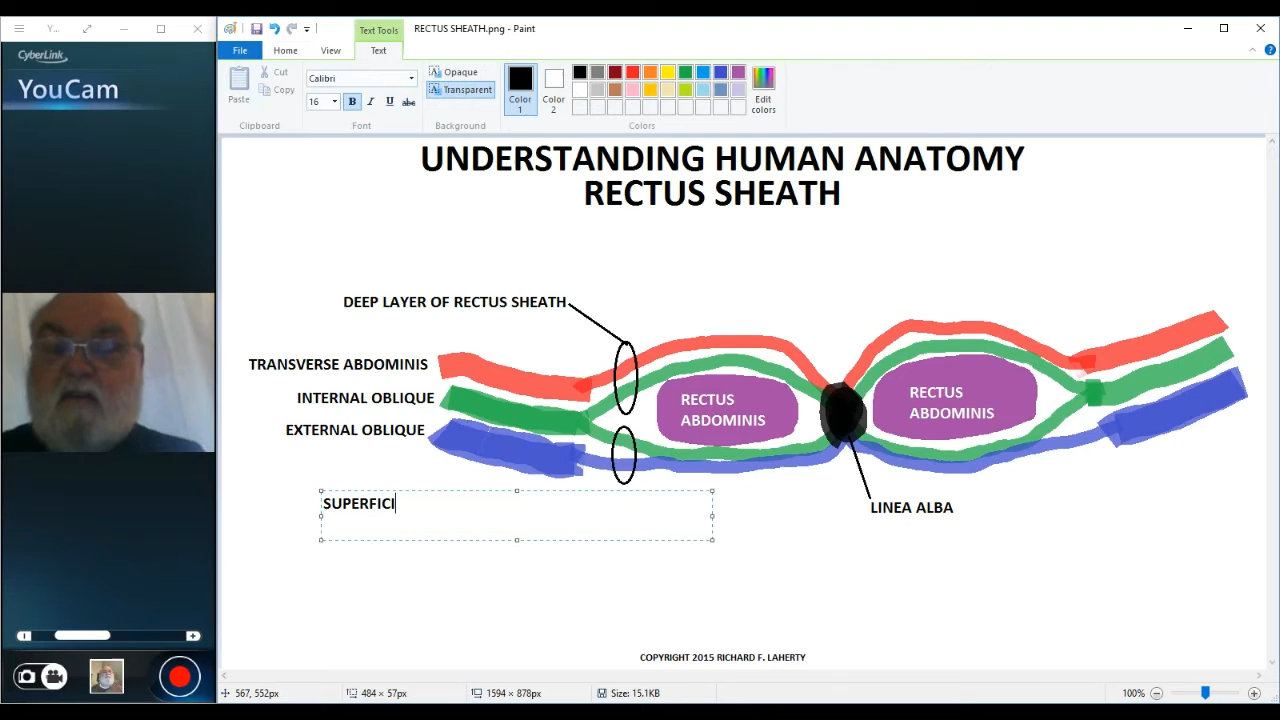 Y...
RECTUS SHEATH.png - Paint
Text Tools
File
Home
View
Text
CyberLink
YouCam
Paste
Cut
Copy
Clipboard
Calibri
16
B
I
U
abc
Font
Opaque
Transparent
Background
Color
1
Color
2
Edit
colors
Colors
UNDERSTANDING HUMAN ANATOMY
RECTUS SHEATH
DEEP LAYER OF RECTUS SHEATH
TRANSVERSE ABDOMINIS
INTERNAL OBLIQUE
EXTERNAL OBLIQUE
RECTUS
ABDOMINIS
RECTUS
ABDOMINIS
SUPERFICI
LINEA ALBA
COPYRIGHT 2015 RICHARD F. LAHERTY
567, 552px
484 × 57px
1594 × 878px
Size: 15.1KB
100%